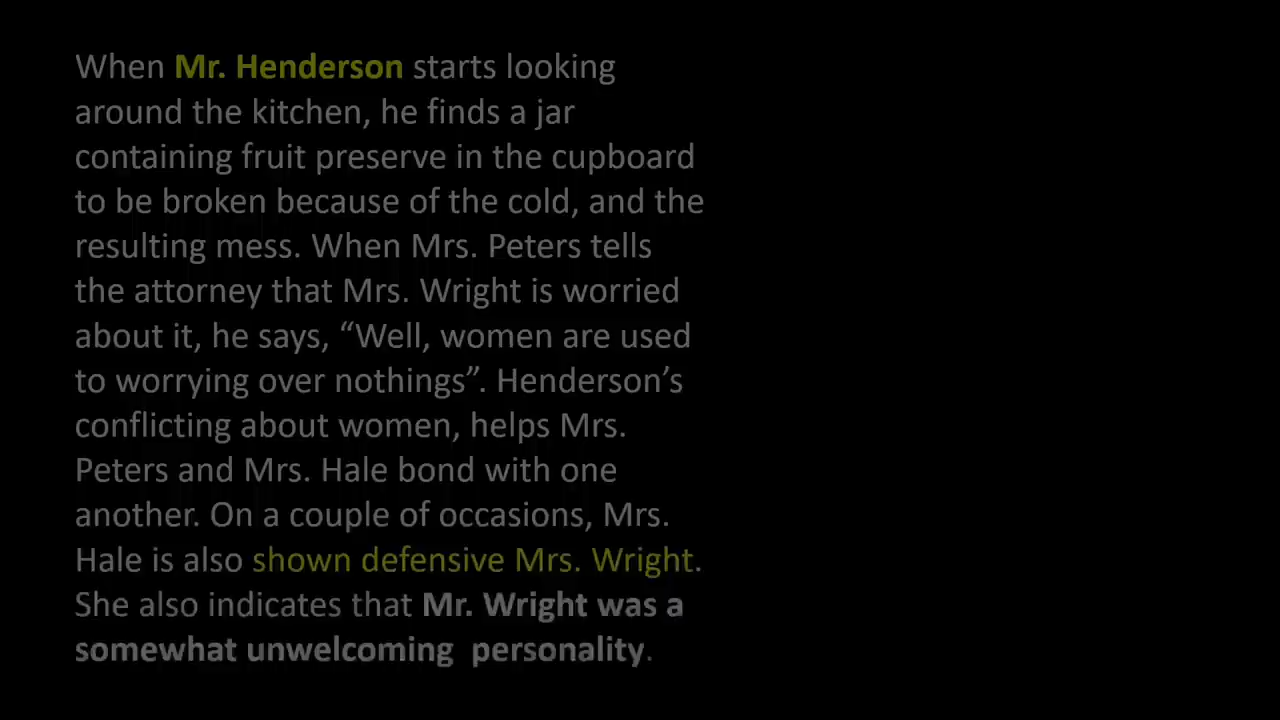 When Mr. Henderson starts looking
around the kitchen, he finds a jar
containing fruit preserve in the cupboard
to be broken because of the cold, and the
resulting mess. When Mrs. Peters tells
the attorney that Mrs. Wright is worried
about it, he says, “Well, women are used
to worrying over nothings”. Henderson’s
conflicting about women, helps Mrs.
Peters and Mrs. Hale bond with one
another. On a couple of occasions, Mrs.
Hale is also shown defensive Mrs. Wright.
She also indicates that Mr. Wright was a
somewhat unwelcoming  personality.